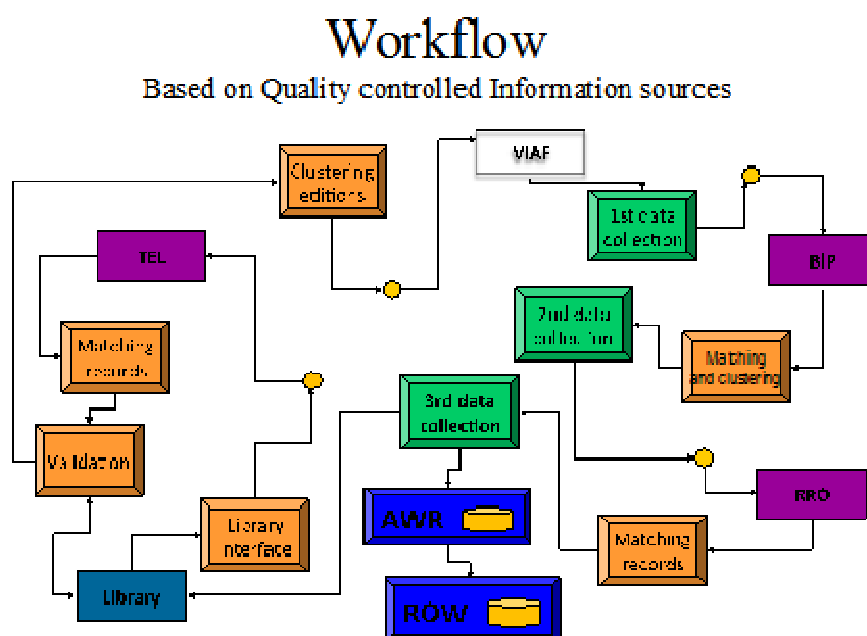 Workflow
Based on Quality controlled Information sources
VIAF
Clustering
editions
1st data
collection
TEL
BIP
2nd data
collection
Matching
records
Matching
and clustering
3rd data
collection
Validation
RRO
AWR
Library
interface
Matching
records
Library
ROW